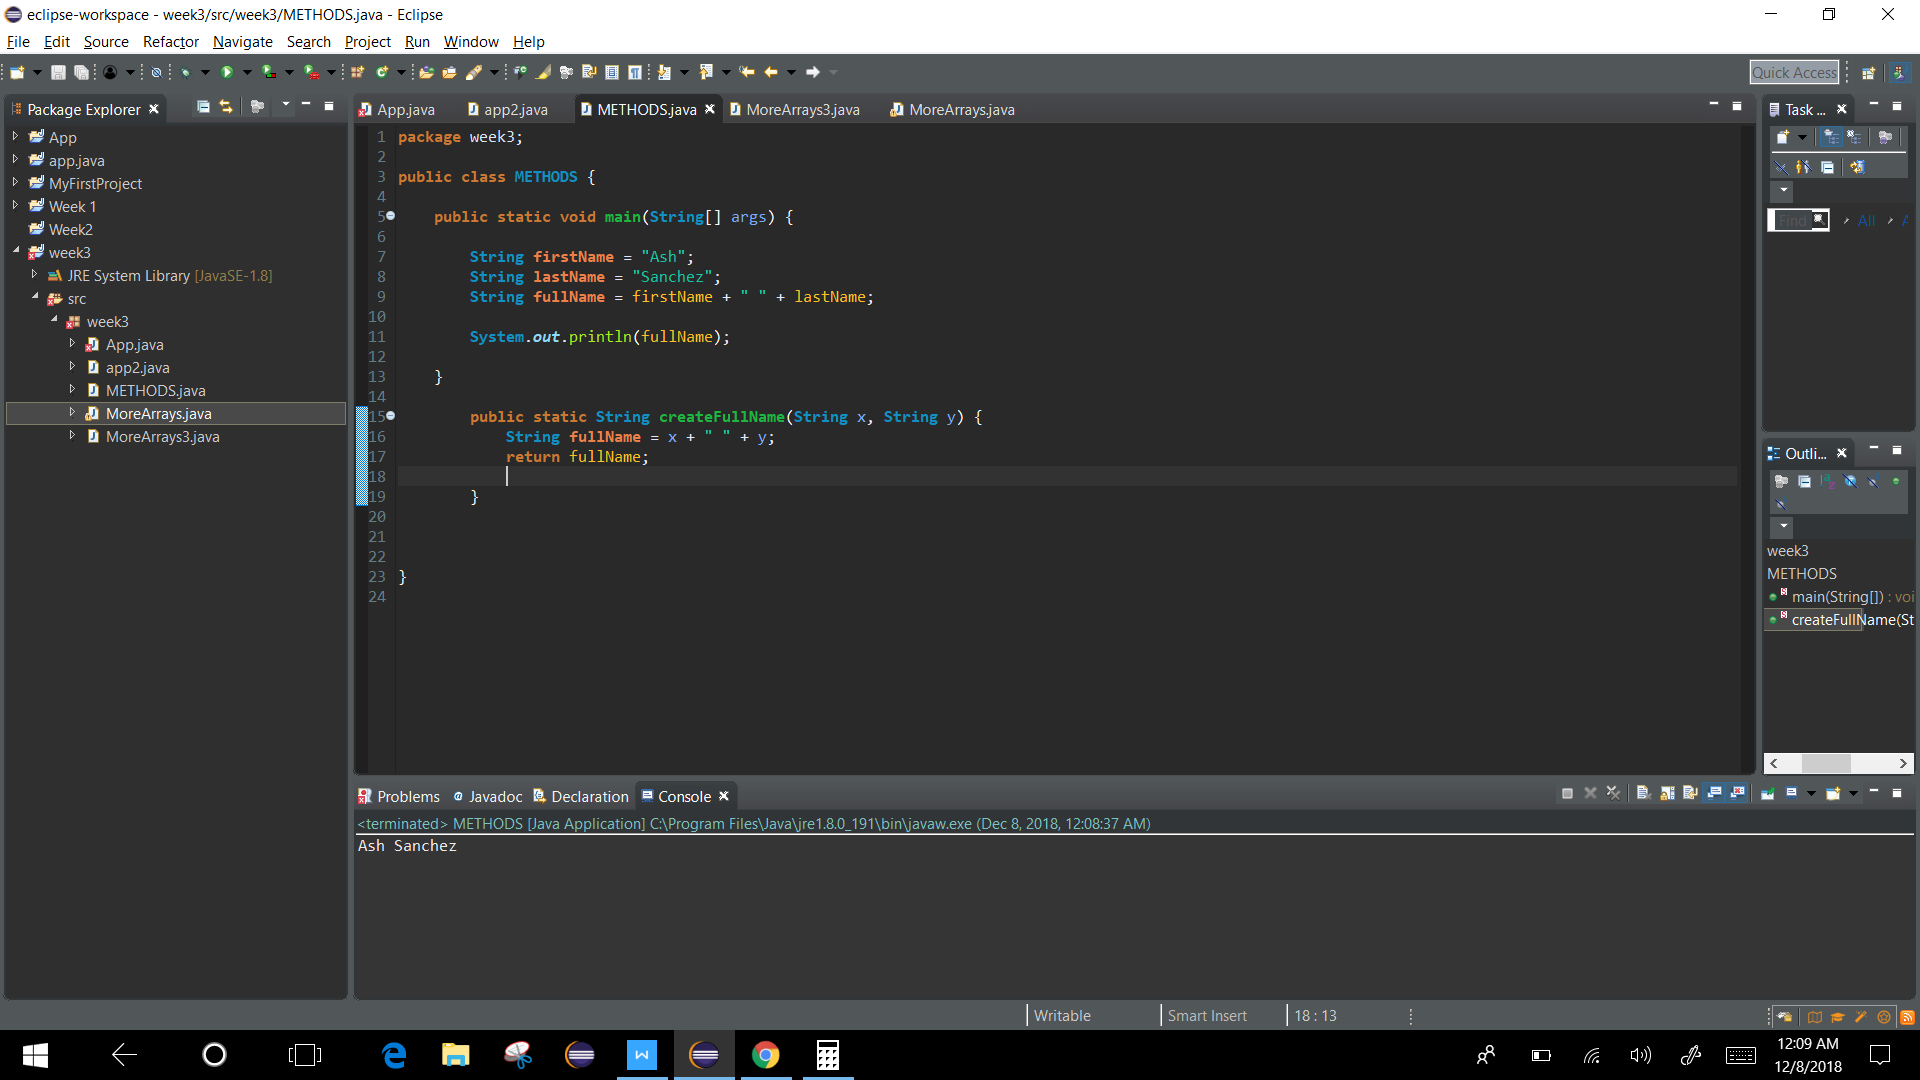 eclipse-workspace - week3/src/week3/METHODS.java - Eclipse
File Edit Source Refactor Navigate Search Project Run Window Help
Quick Access
Package Explorer
App.java app2.java METHODS.java MoreArrays3.java MoreArrays.java
Task ...
App
app.java
MyFirstProject
Week 1
Week2
week3
JRE System Library [JavaSE-1.8]
src
week3
App.java
app2.java
METHODS.java
MoreArrays.java
MoreArrays3.java
1 package week3;
2
3 public class METHODS {
4
5 public static void main(String[] args) {
6
7 String firstName = "Ash";
8 String lastName = "Sanchez";
9 String fullName = firstName + " " + lastName;
10
11 System.out.println(fullName);
12
13 }
14
15 public static String createFullName(String x, String y) {
16 String fullName = x + " " + y;
17 return fullName;
18
19 }
20
21
22
23 }
24
Find All
Outli...
week3
METHODS
main(String[]) : voi
createFullName(St
Problems Javadoc Declaration Console
<terminated> METHODS [Java Application] C:\Program Files\Java\jre1.8.0_191\bin\javaw.exe (Dec 8, 2018, 12:08:37 AM)
Ash Sanchez
Writable Smart Insert 18 : 13
12:09 AM
12/8/2018